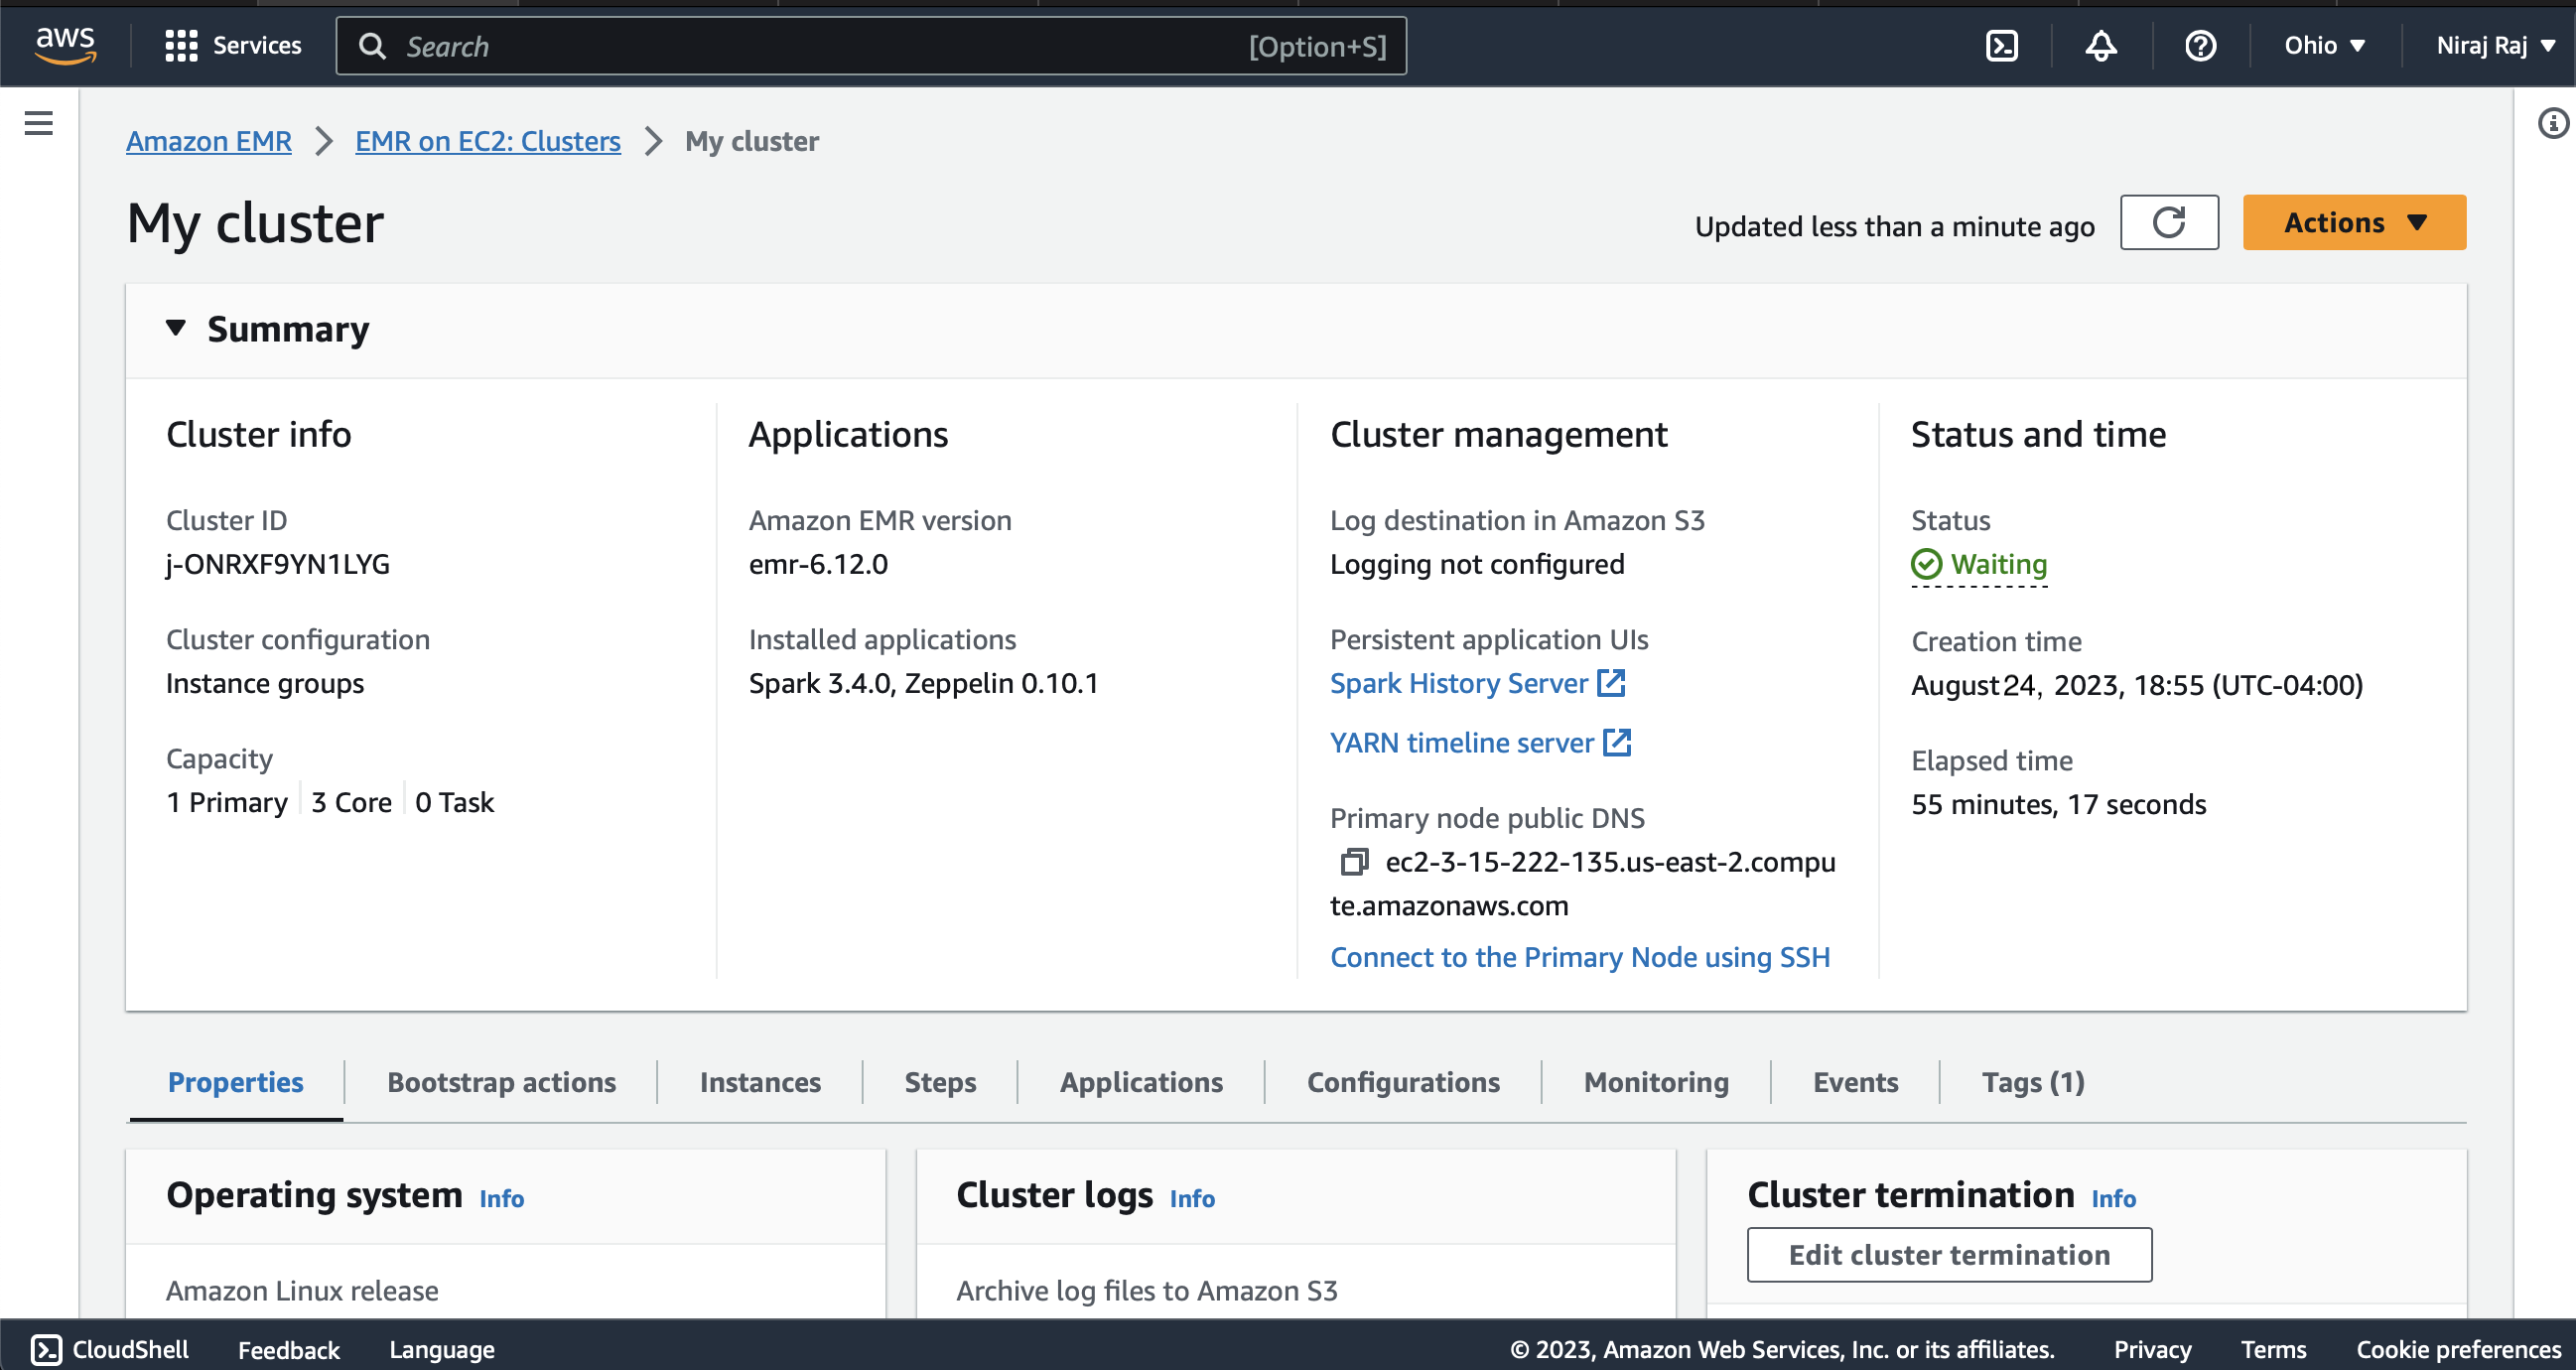 aws Services Search [Option+S] Ohio Niraj Raj
Amazon EMR EMR on EC2: Clusters My cluster
My cluster
Updated less than a minute ago Actions
Summary
Cluster info
Cluster ID
j-ONRXF9YN1LYG
Cluster configuration
Instance groups
Capacity
1 Primary 3 Core 0 Task
Applications
Amazon EMR version
emr-6.12.0
Installed applications
Spark 3.4.0, Zeppelin 0.10.1
Cluster management
Log destination in Amazon S3
Logging not configured
Persistent application UIs
Spark History Server
YARN timeline server
Primary node public DNS
ec2-3-15-222-135.us-east-2.compu
te.amazonaws.com
Connect to the Primary Node using SSH
Status and time
Status
Waiting
Creation time
August 24, 2023, 18:55 (UTC-04:00)
Elapsed time
55 minutes, 17 seconds
Properties Bootstrap actions Instances Steps Applications Configurations Monitoring Events Tags (1)
Operating system Info
Amazon Linux release
Cluster logs Info
Archive log files to Amazon S3
Cluster termination Info
Edit cluster termination
CloudShell Feedback Language © 2023, Amazon Web Services, Inc. or its affiliates. Privacy Terms Cookie preferences